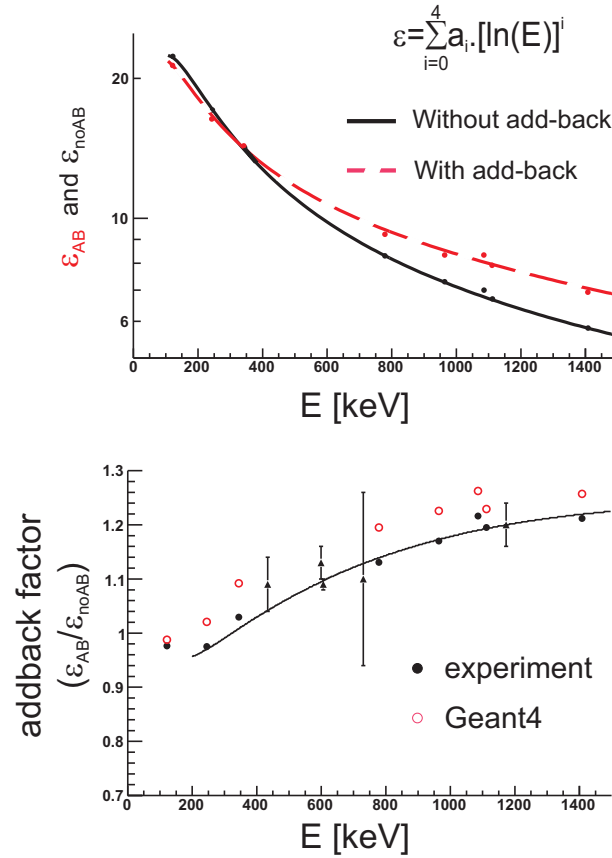 ε=∑a_i.[ln(E)]^i
4
i=0
Without add-back
With add-back
ε_AB and ε_noAB
20
10
6
0 200 400 600 800 1000 1200 1400
E [keV]
addback factor
(ε_AB/ε_noAB)
1.3
1.2
1.1
1
0.9
0.8
0.7
experiment
Geant4
0 200 400 600 800 1000 1200 1400
E [keV]